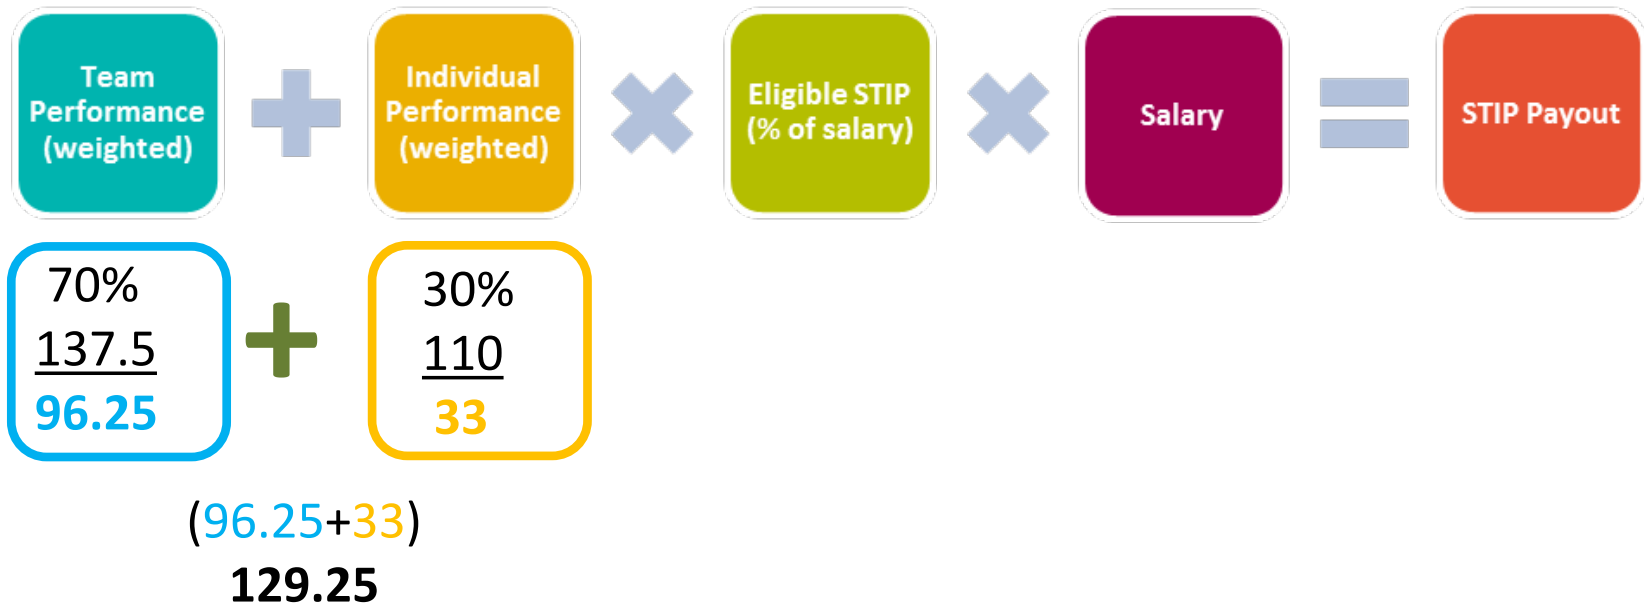 Team
Performance
(weighted)
Individual
Performance
(weighted)
Eligible STIP
(% of salary)
Salary
STIP Payout
70%
137.5
96.25
30%
110
33
(96.25+33)
129.25